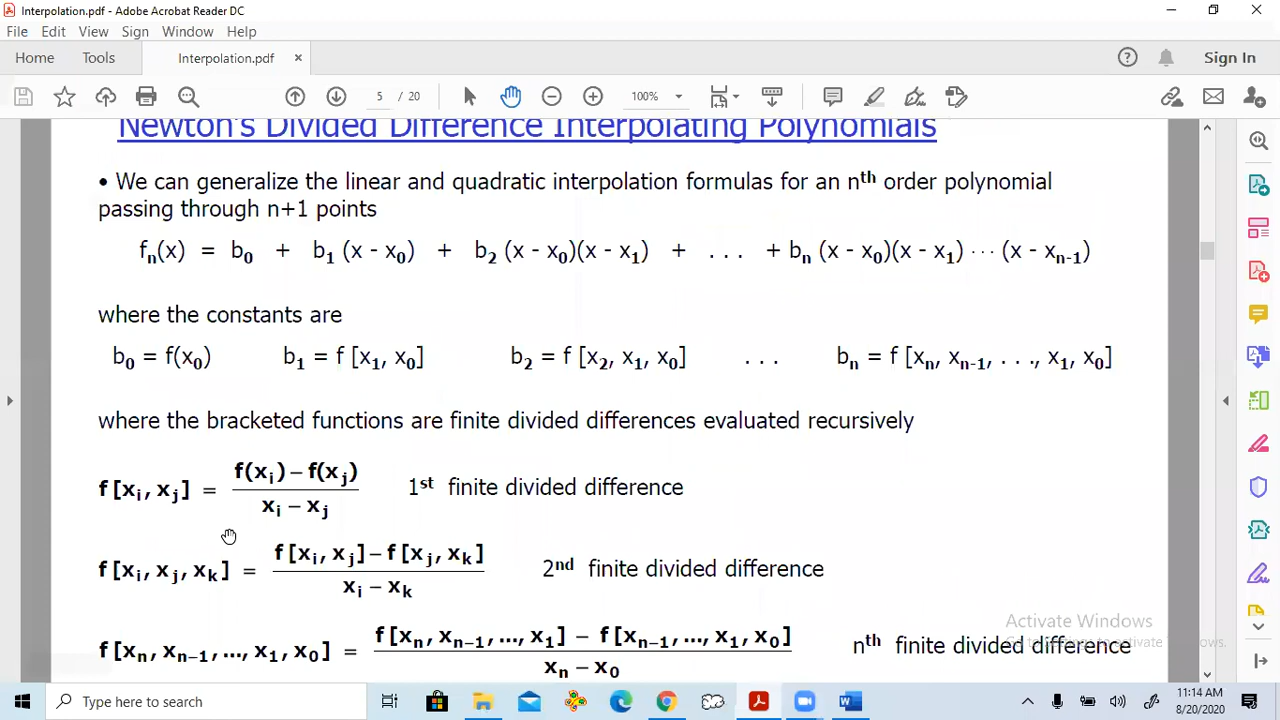 Interpolation.pdf - Adobe Acrobat Reader DC
File Edit View Sign Window Help
Home Tools Interpolation.pdf × Sign In
5 / 20 100%
Newton's Divided Difference Interpolating Polynomials
• We can generalize the linear and quadratic interpolation formulas for an nth order polynomial
passing through n+1 points
fn(x) = b0 + b1 (x - x0) + b2 (x - x0)(x - x1) + . . . + bn (x - x0)(x - x1) ··· (x - xn-1)
where the constants are
b0 = f(x0) b1 = f [x1, x0] b2 = f [x2, x1, x0] . . . bn = f [xn, xn-1, . . ., x1, x0]
where the bracketed functions are finite divided differences evaluated recursively
f[xi, xj] = f(xi) – f(xj) / xi – xj 1st finite divided difference
f[xi, xj, xk] = f[xi, xj] – f[xj, xk] / xi – xk 2nd finite divided difference
f[xn, xn–1, ..., x1, x0] = f[xn, xn–1, ..., x1] – f[xn–1, ..., x1, x0] / xn – x0 nth finite divided difference
Activate Windows
Go to Settings to activate Windows.
Type here to search
11:14 AM
8/20/2020